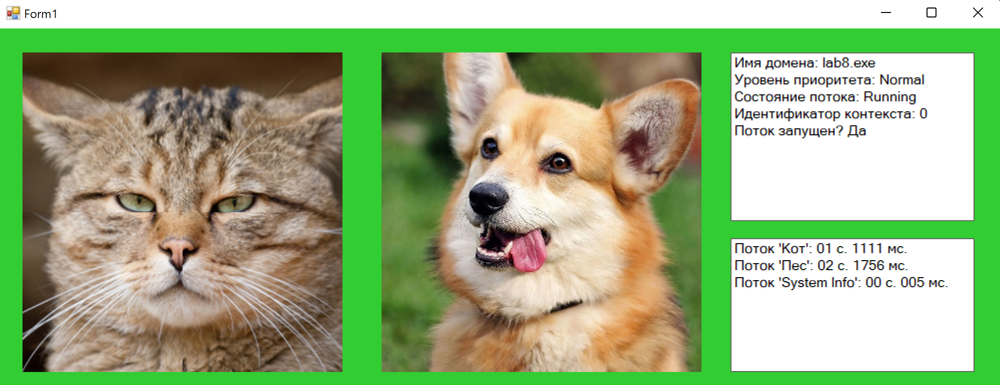 Form1
Имя домена: lab8.exe
Уровень приоритета: Normal
Состояние потока: Running
Идентификатор контекста: 0
Поток запущен? Да
Поток 'Кот': 01 с. 1111 мс.
Поток 'Пес': 02 с. 1756 мс.
Поток 'System Info': 00 с. 005 мс.